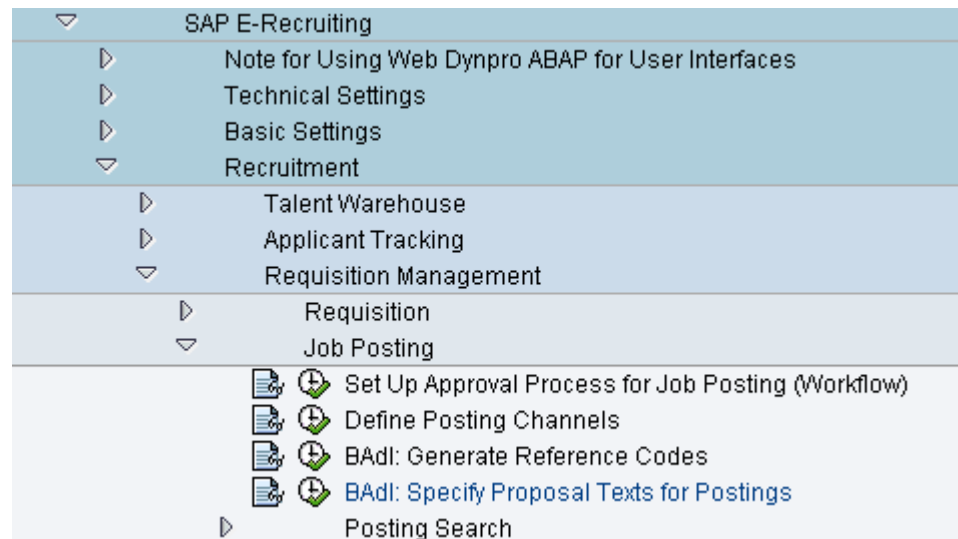 SAP E-Recruiting
Note for Using Web Dynpro ABAP for User Interfaces
Technical Settings
Basic Settings
Recruitment
Talent Warehouse
Applicant Tracking
Requisition Management
Requisition
Job Posting
Set Up Approval Process for Job Posting (Workflow)
Define Posting Channels
BAdI: Generate Reference Codes
BAdI: Specify Proposal Texts for Postings
Posting Search